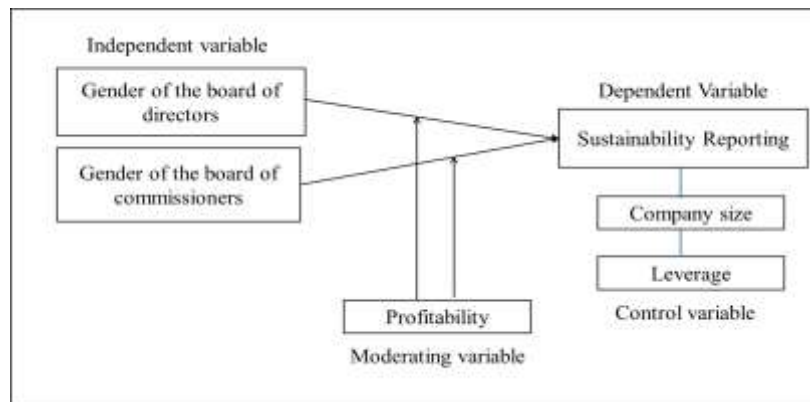 Independent variable
Gender of the board of
directors
Gender of the board of
commissioners
Dependent Variable
Sustainability Reporting
Company size
Leverage
Control variable
Profitability
Moderating variable